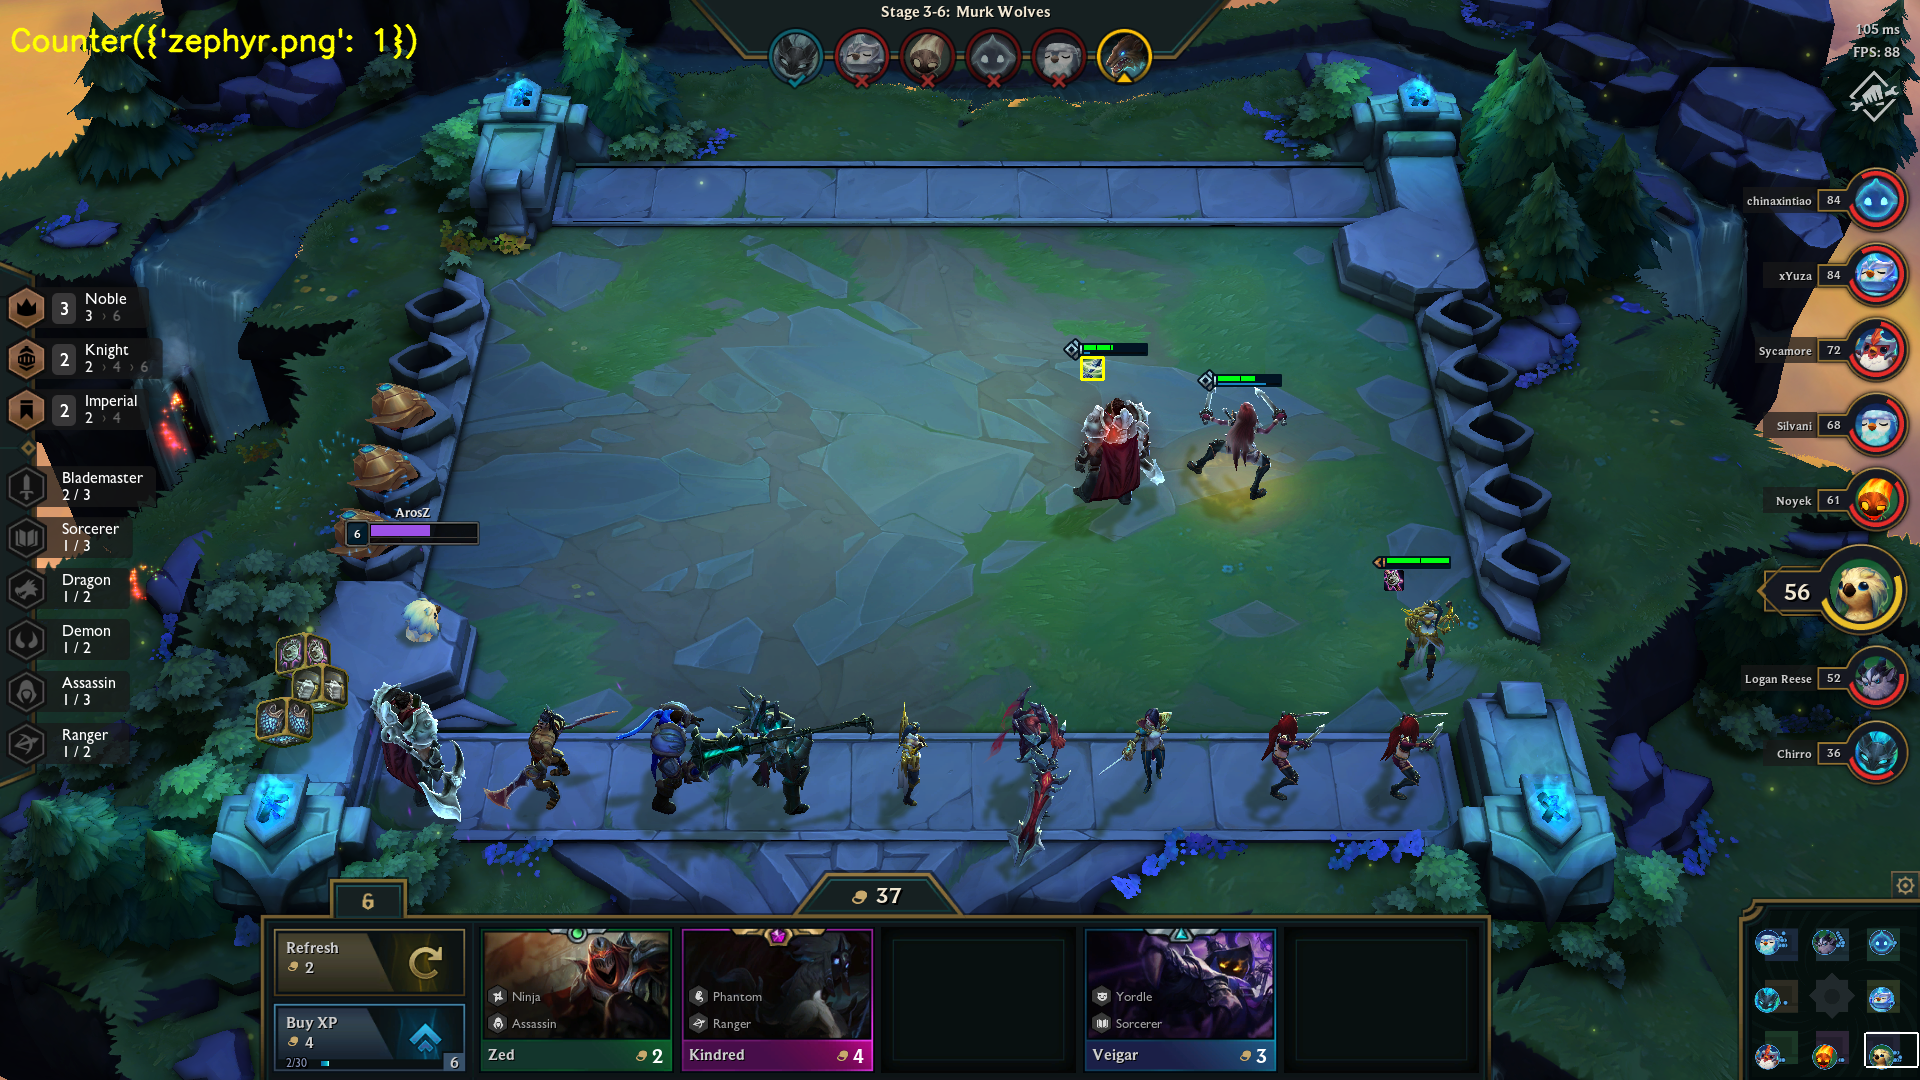 Counter({'zephyr.png': 1})
Stage 3-6: Murk Wolves
105 ms
FPS: 88
chinaxintiao 84
xYuza 84
Sycamore 72
Silvani 68
Noyek 61
56
Logan Reese 52
Chirro 36
3 Noble
3 › 6
2 Knight
2 › 4 › 6
2 Imperial
2 › 4
Blademaster
2 / 3
Sorcerer
1 / 3
Dragon
1 / 2
Demon
1 / 2
Assassin
1 / 3
Ranger
1 / 2
ArosZ
6
6
37
Refresh
2
Buy XP
4
2/30
6
Ninja
Assassin
Zed 2
Phantom
Ranger
Kindred 4
Yordle
Sorcerer
Veigar 3